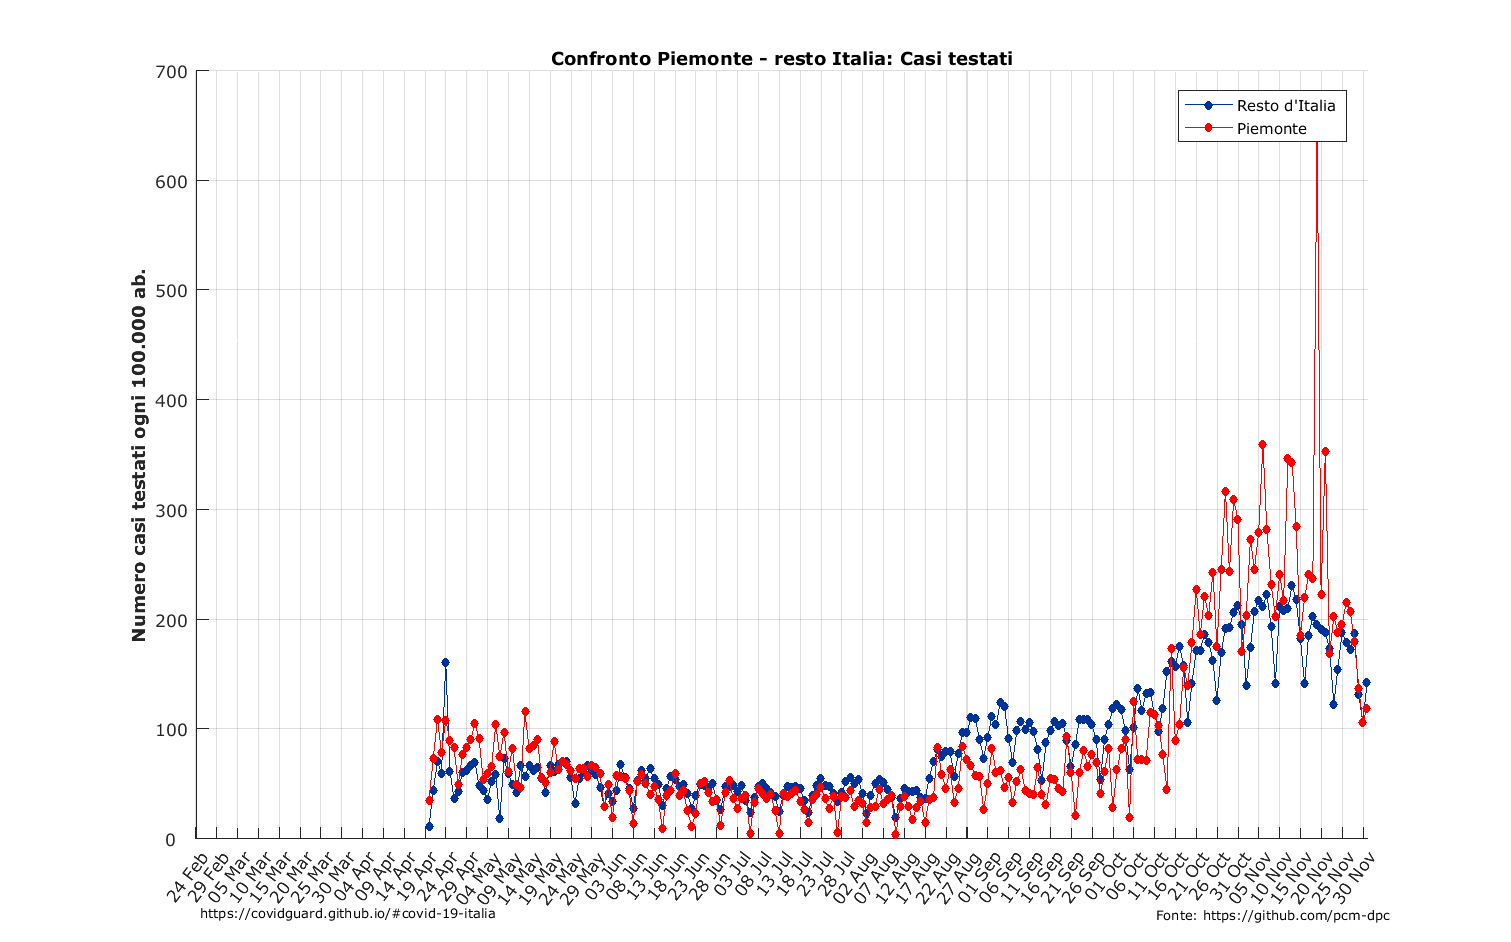 Confronto Piemonte - resto Italia: Casi testati
Resto d'Italia
Piemonte
Numero casi testati ogni 100.000 ab.
700
600
500
400
300
200
100
0
24 Feb
29 Feb
05 Mar
10 Mar
15 Mar
20 Mar
25 Mar
30 Mar
04 Apr
09 Apr
14 Apr
19 Apr
24 Apr
29 Apr
04 May
09 May
14 May
19 May
24 May
29 May
03 Jun
08 Jun
13 Jun
18 Jun
23 Jun
28 Jun
03 Jul
08 Jul
13 Jul
18 Jul
23 Jul
28 Jul
02 Aug
07 Aug
12 Aug
17 Aug
22 Aug
27 Aug
01 Sep
06 Sep
11 Sep
16 Sep
21 Sep
26 Sep
01 Oct
06 Oct
11 Oct
16 Oct
21 Oct
26 Oct
31 Oct
05 Nov
10 Nov
15 Nov
20 Nov
25 Nov
30 Nov
https://covidguard.github.io/#covid-19-italia
Fonte: https://github.com/pcm-dpc